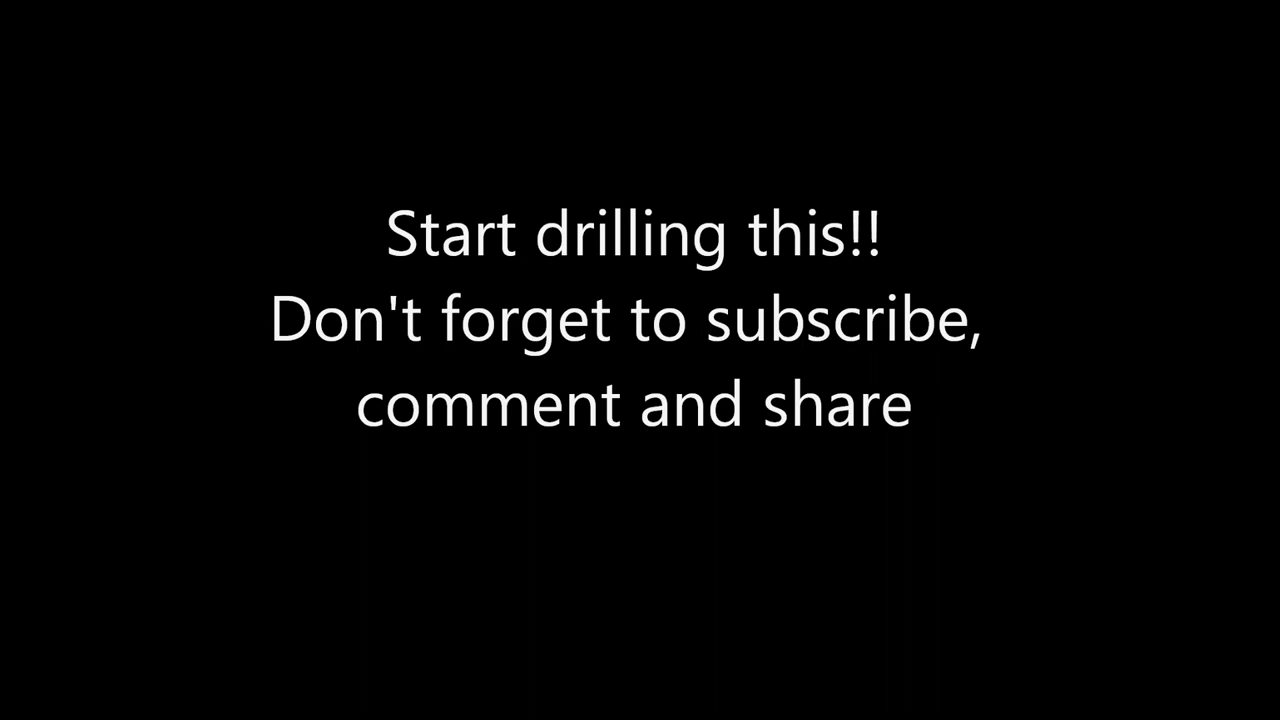 Start drilling this!!
Don't forget to subscribe,
comment and share